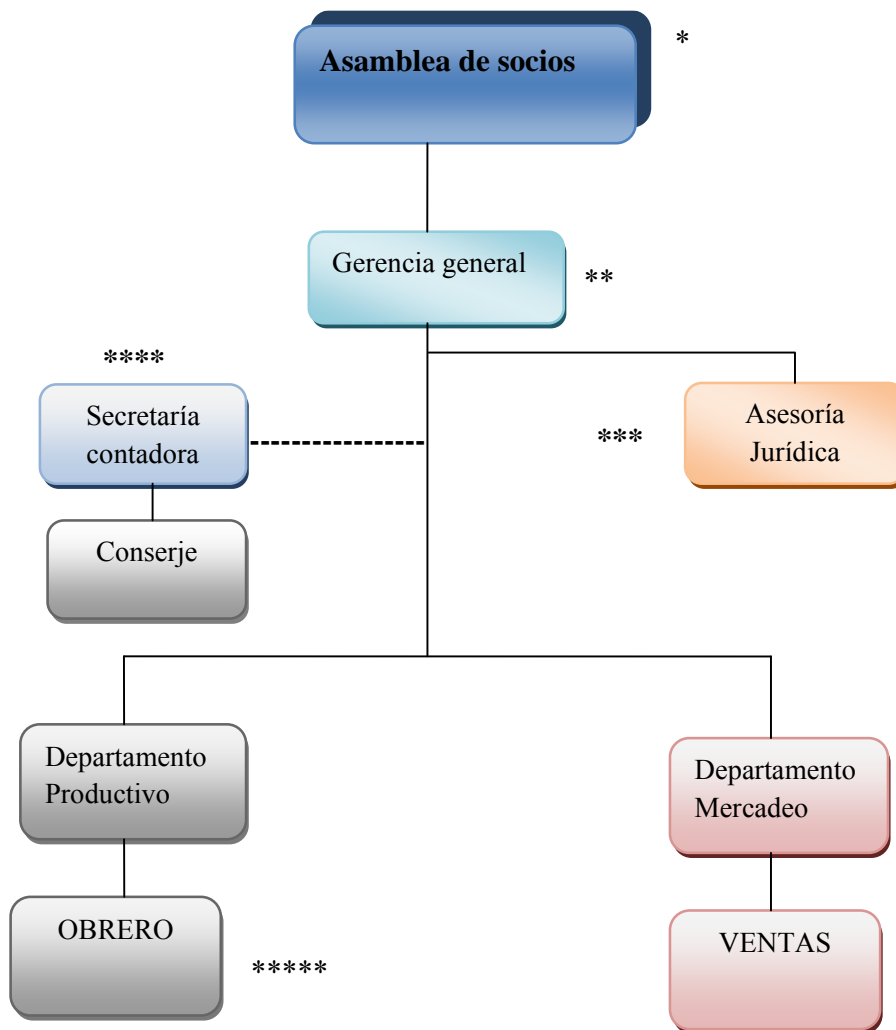 Asamblea de socios
*
Gerencia general
**
****
Secretaría
contadora
***
Asesoría
Jurídica
Conserje
Departamento
Productivo
Departamento
Mercadeo
OBRERO
VENTAS
*****